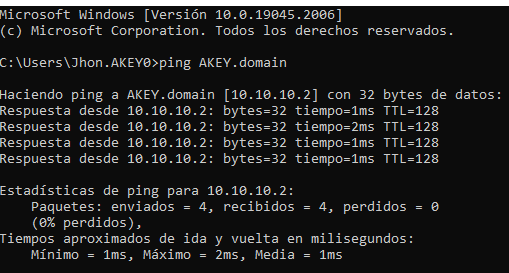 Microsoft Windows [Versión 10.0.19045.2006]
(c) Microsoft Corporation. Todos los derechos reservados.
C:\Users\Jhon.AKEY0>ping AKEY.domain
Haciendo ping a AKEY.domain [10.10.10.2] con 32 bytes de datos:
Respuesta desde 10.10.10.2: bytes=32 tiempo=1ms TTL=128
Respuesta desde 10.10.10.2: bytes=32 tiempo=2ms TTL=128
Respuesta desde 10.10.10.2: bytes=32 tiempo=1ms TTL=128
Respuesta desde 10.10.10.2: bytes=32 tiempo=1ms TTL=128
Estadísticas de ping para 10.10.10.2:
Paquetes: enviados = 4, recibidos = 4, perdidos = 0
(0% perdidos),
Tiempos aproximados de ida y vuelta en milisegundos:
Mínimo = 1ms, Máximo = 2ms, Media = 1ms